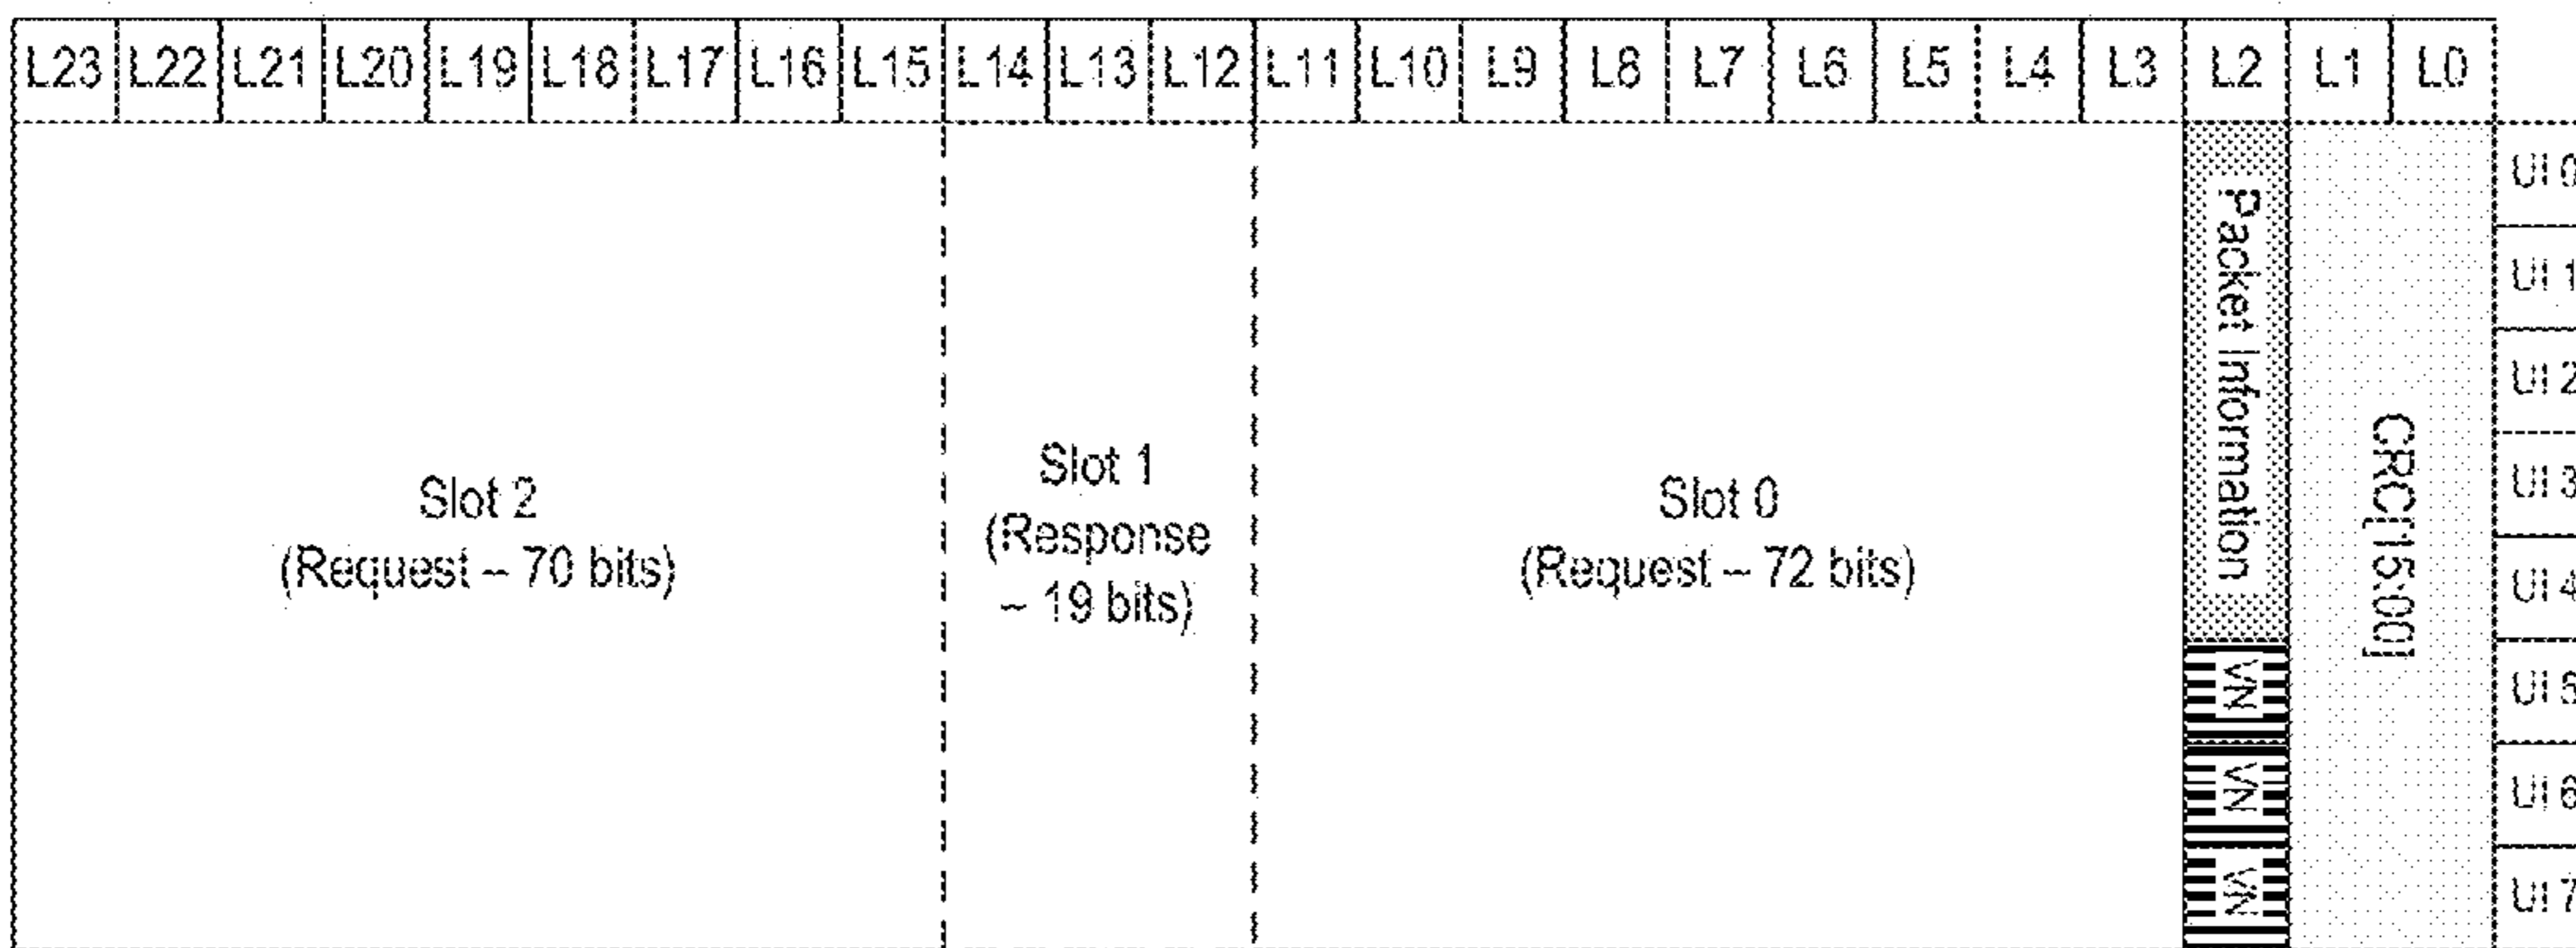 L23 L22 L21 L20 L19 L18 L17 L16 L15 L14 L13 L12 L11 L10 L9 L8 L7 L6 L5 L4 L3 L2 L1 L0
UI 0
UI 1
UI 2
UI 3
UI 4
UI 5
UI 6
UI 7
Slot 2
(Request – 70 bits)
Slot 1
(Response
– 19 bits)
Slot 0
(Request – 72 bits)
Packet Information
VN
VN
VN
CRC[15:00]